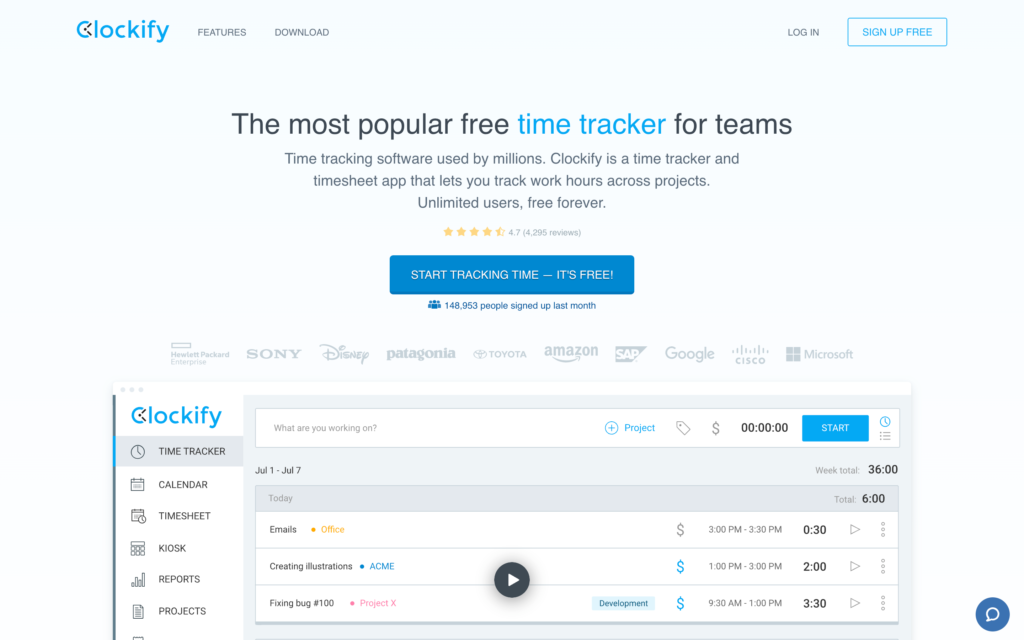 Clockify
FEATURES
DOWNLOAD
LOG IN
SIGN UP FREE
The most popular free time tracker for teams
Time tracking software used by millions. Clockify is a time tracker and
timesheet app that lets you track work hours across projects.
Unlimited users, free forever.
4.7 (4,295 reviews)
START TRACKING TIME — IT'S FREE!
148,953 people signed up last month
Hewlett Packard
Enterprise
SONY
Disney
patagonia
TOYOTA
amazon
SAP
Google
CISCO
Microsoft
Clockify
What are you working on?
Project
$
00:00:00
START
TIME TRACKER
Jul 1 - Jul 7
Week total: 36:00
CALENDAR
Today
Total: 6:00
TIMESHEET
Emails • Office
$
3:00 PM - 3:30 PM
0:30
KIOSK
Creating illustrations • ACME
$
1:00 PM - 3:00 PM
2:00
REPORTS
Fixing bug #100 • Project X
Development
$
9:30 AM - 1:00 PM
3:30
PROJECTS